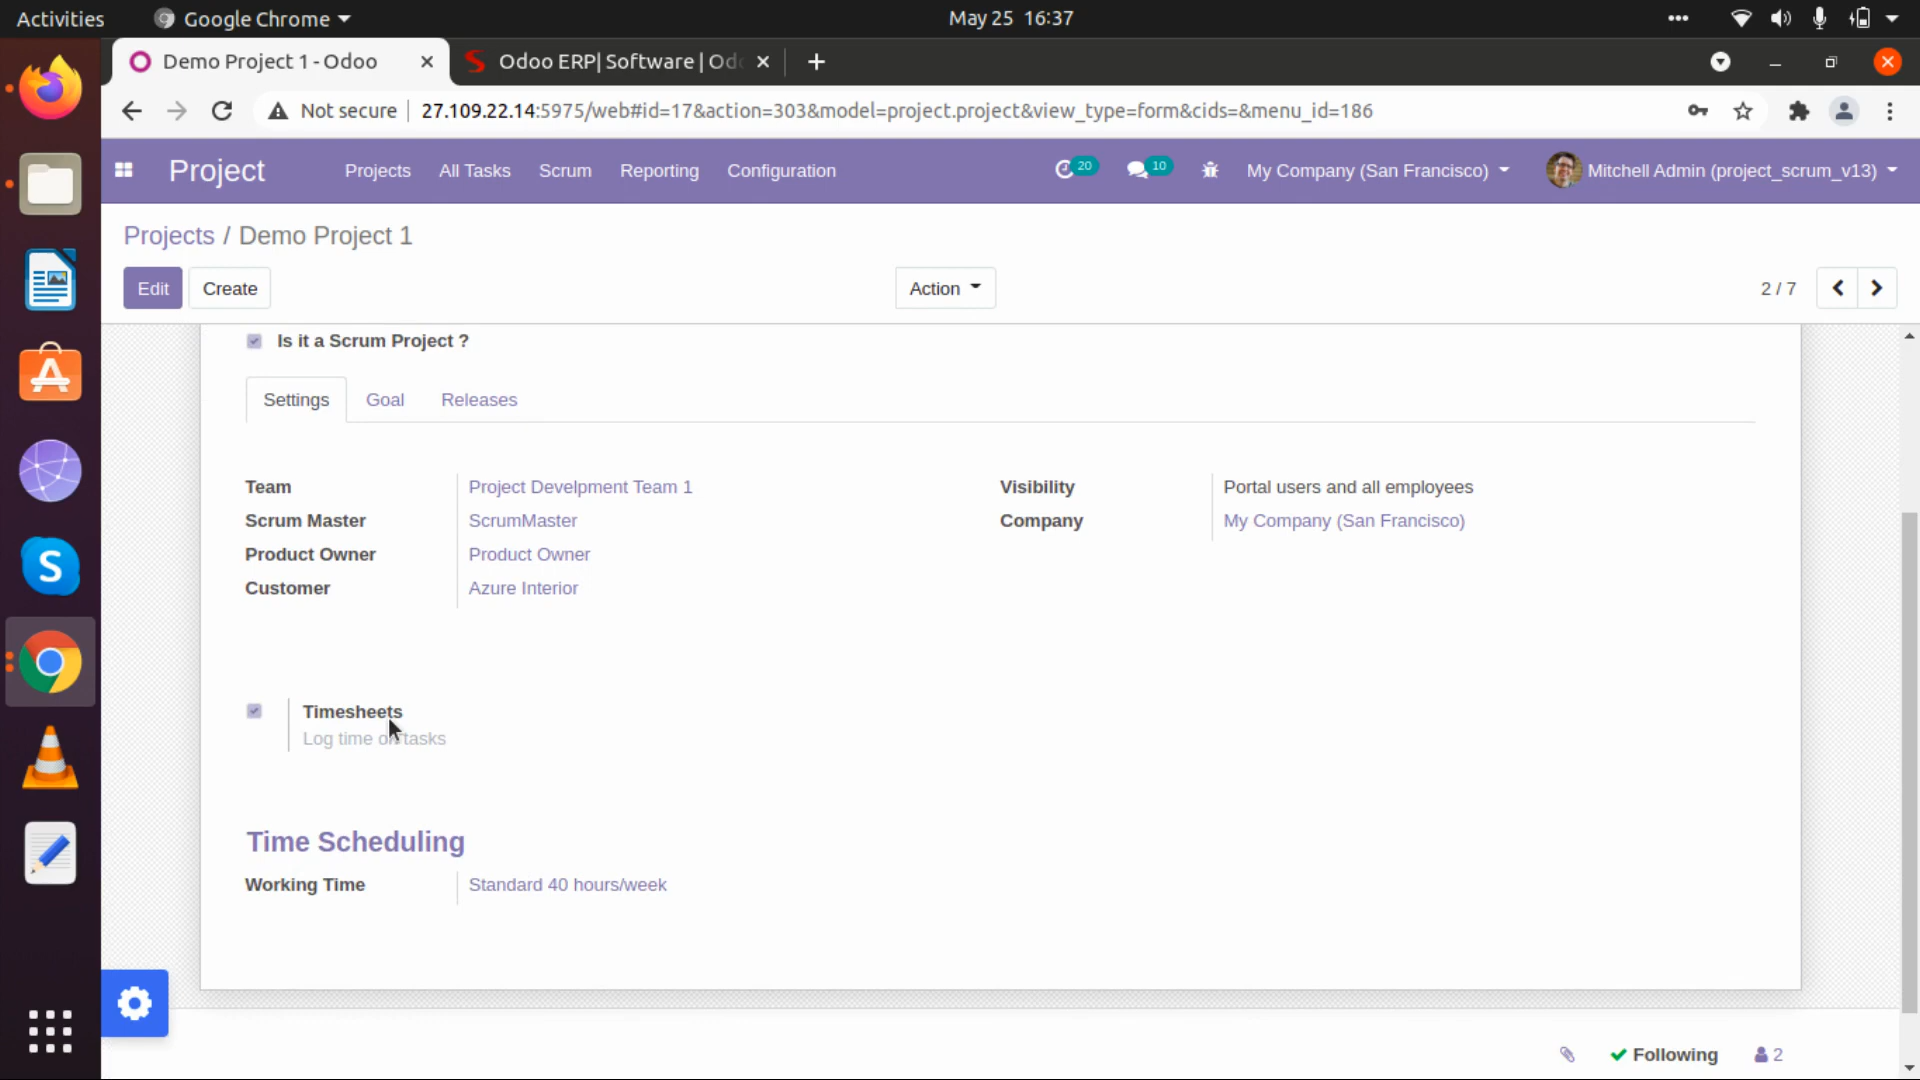 Activities Google Chrome May 25 16:37
Demo Project 1 - Odoo Odoo ERP| Software | Od
Not secure 27.109.22.14:5975/web#id=17&action=303&model=project.project&view_type=form&cids=&menu_id=186
Project Projects All Tasks Scrum Reporting Configuration 20 10 My Company (San Francisco) Mitchell Admin (project_scrum_v13)
Projects / Demo Project 1
Edit Create Action 2 / 7
Is it a Scrum Project ?
Settings Goal Releases
Team Project Develpment Team 1 Visibility Portal users and all employees
Scrum Master ScrumMaster Company My Company (San Francisco)
Product Owner Product Owner
Customer Azure Interior
Timesheets
Log time on tasks
Time Scheduling
Working Time Standard 40 hours/week
Following 2